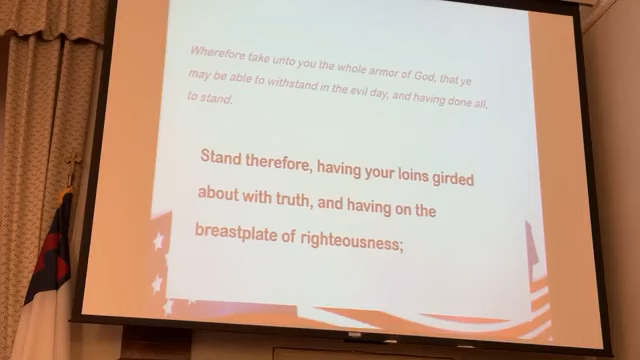 Wherefore take unto you the whole armor of God, that ye
may be able to withstand in the evil day, and having done all,
to stand.
Stand therefore, having your loins girded
about with truth, and having on the
breastplate of righteousness;